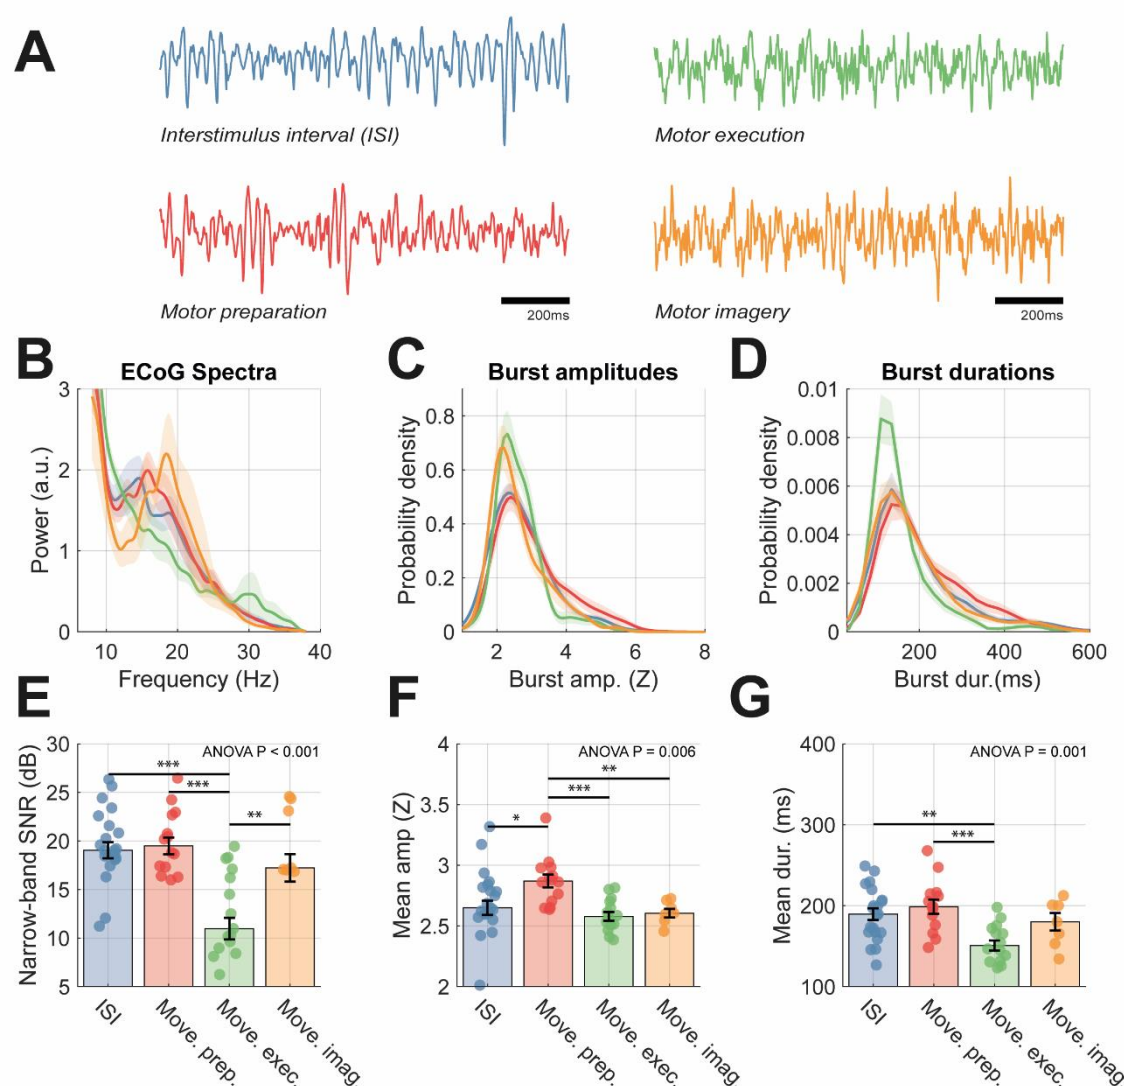 A
Interstimulus interval (ISI)
Motor execution
Motor preparation
200ms
Motor imagery
200ms
B
ECoG Spectra
Power (a.u.)
3
2
1
0
10
20
30
40
Frequency (Hz)
C
Burst amplitudes
Probability density
0.8
0.6
0.4
0.2
0
2
4
6
8
Burst amp. (Z)
D
Burst durations
Probability density
0.01
0.008
0.006
0.004
0.002
0
200
400
600
Burst dur.(ms)
E
Narrow-band SNR (dB)
30
25
20
15
10
5
ANOVA P < 0.001
***
***
**
ISI
Move. prep.
Move. exec.
Move. imag.
F
Mean amp (Z)
4
3.5
3
2.5
2
ANOVA P = 0.006
**
***
*
ISI
Move. prep.
Move. exec.
Move. imag.
G
Mean dur. (ms)
400
300
200
100
ANOVA P = 0.001
**
***
ISI
Move. prep.
Move. exec.
Move. imag.